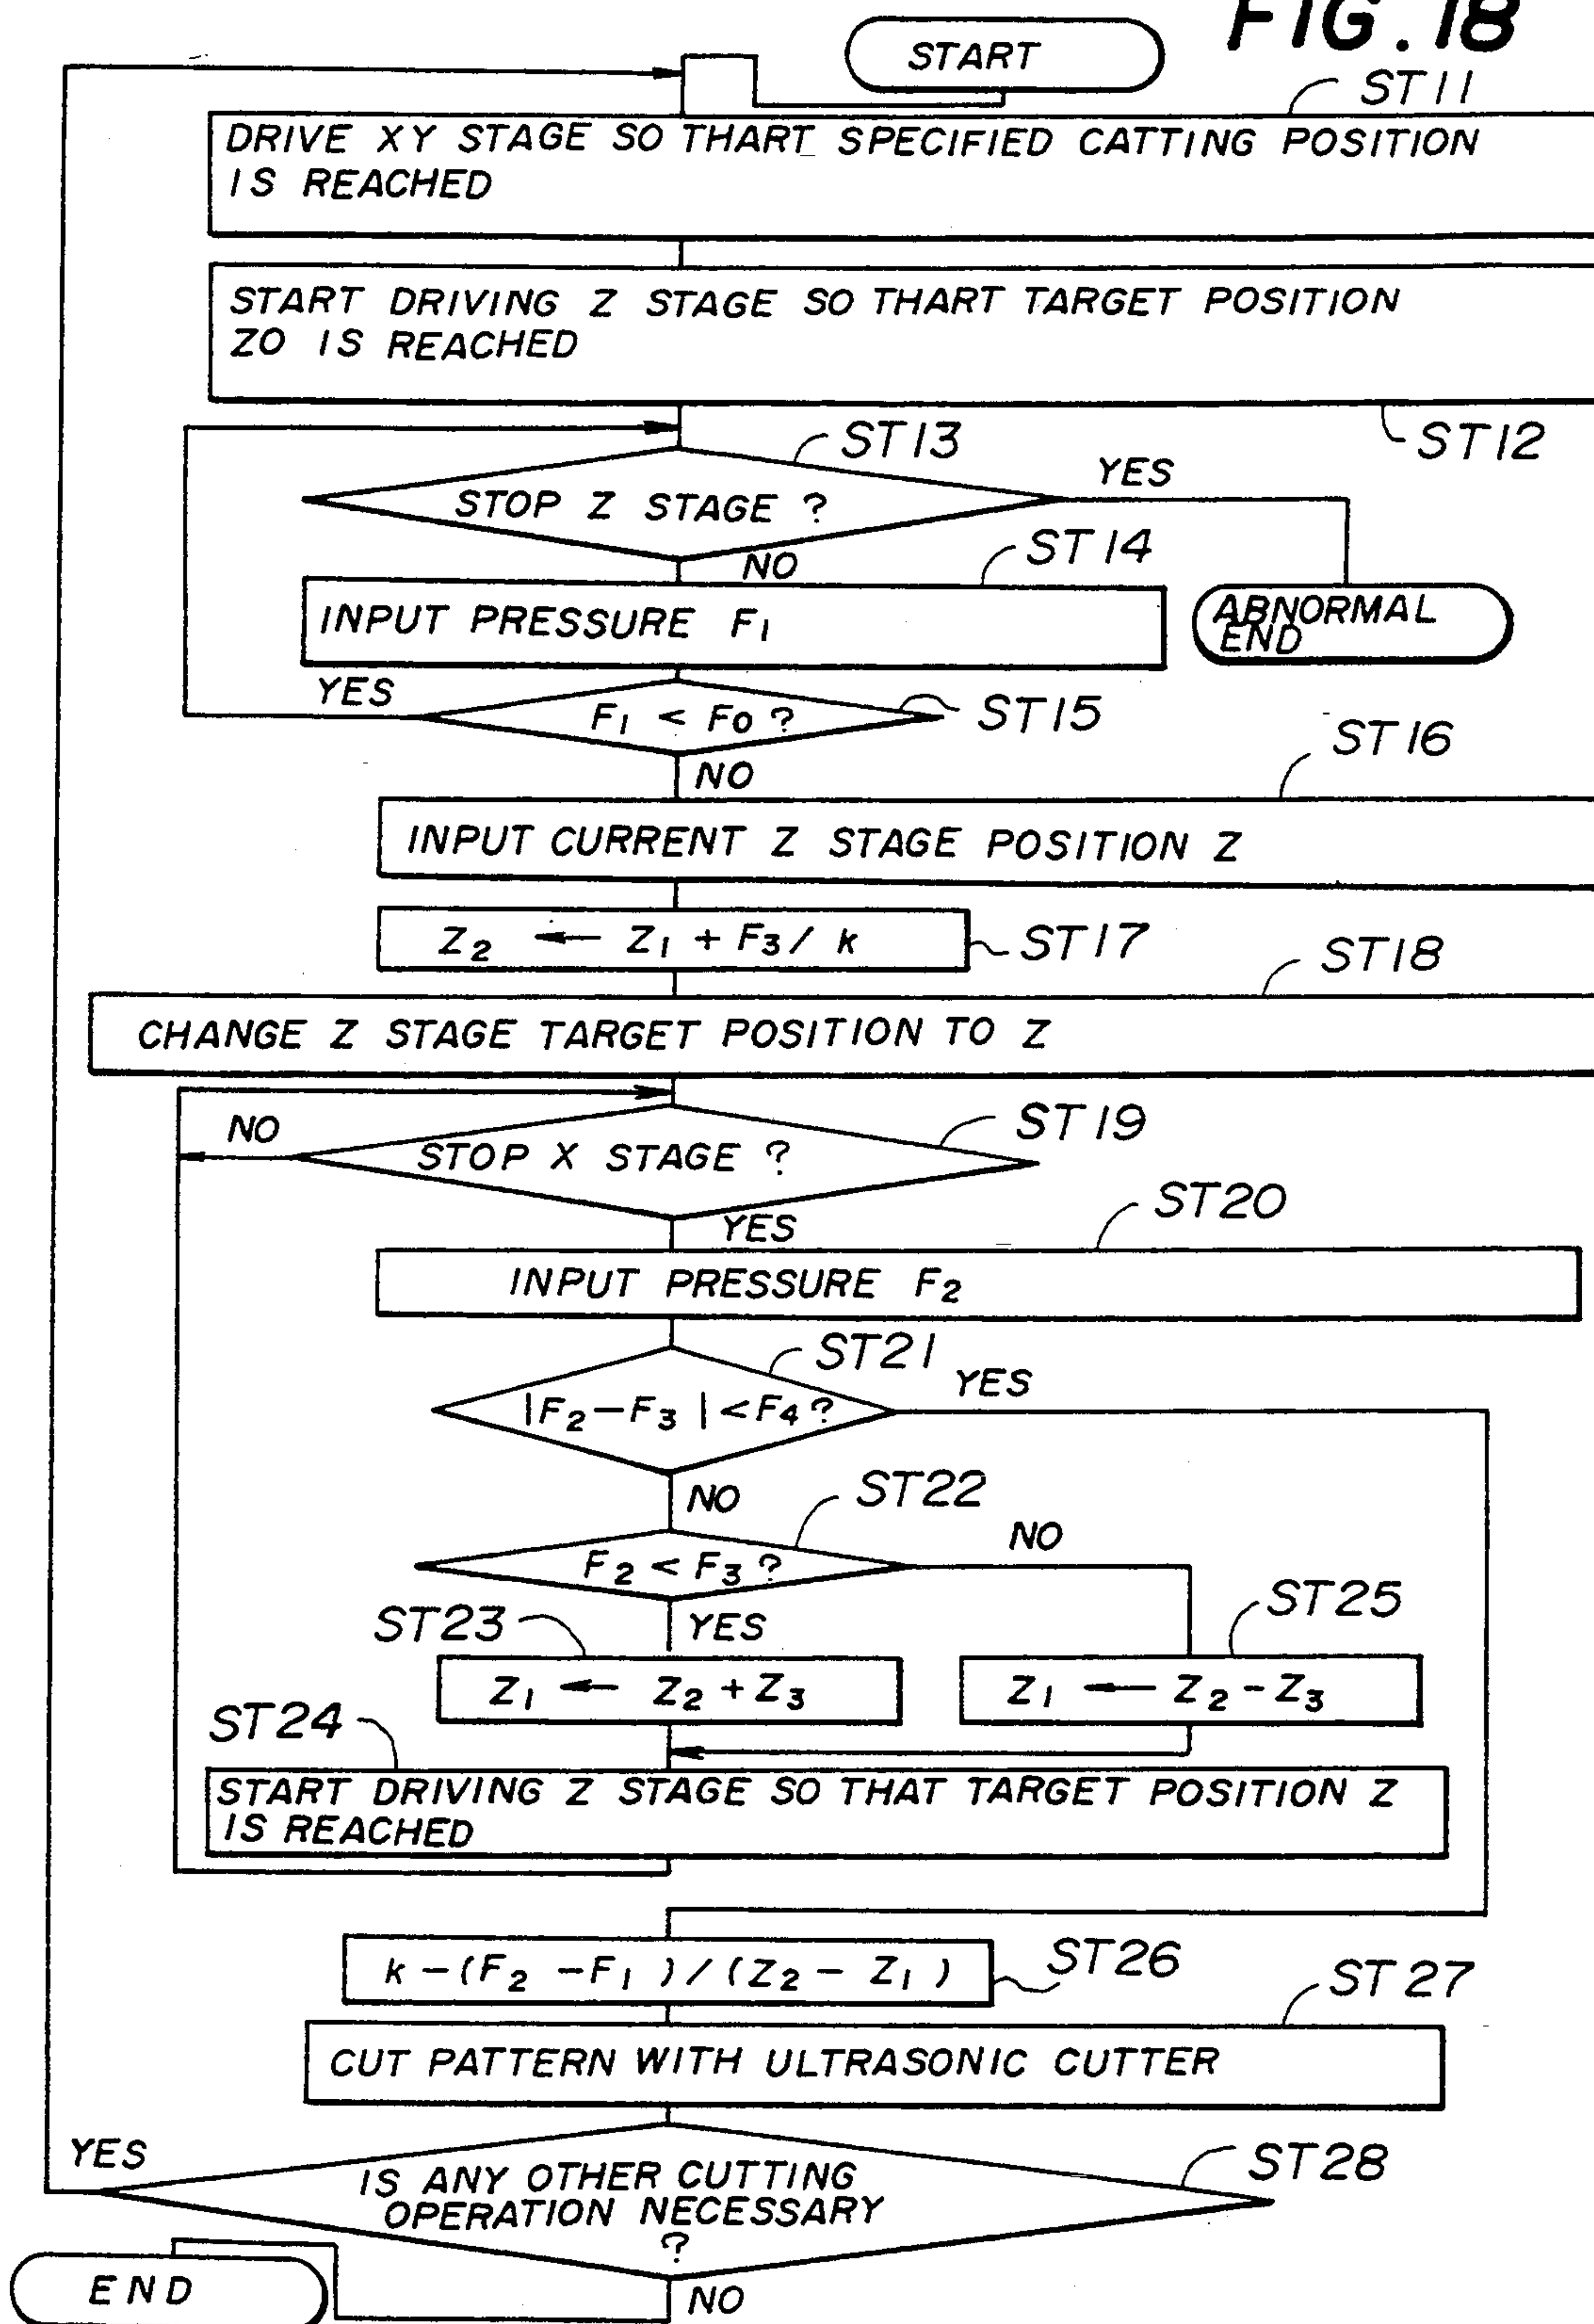 FIG. 18
START
ST11
DRIVE XY STAGE SO THART SPECIFIED CATTING POSITION
IS REACHED
START DRIVING Z STAGE SO THART TARGET POSITION
ZO IS REACHED
ST12
ST13
STOP Z STAGE ?
YES
NO
ST14
INPUT PRESSURE F1
ABNORMAL
END
YES
F1 < F0 ?
ST15
NO
ST16
INPUT CURRENT Z STAGE POSITION Z
Z2 ← Z1 + F3 / k
ST17
ST18
CHANGE Z STAGE TARGET POSITION TO Z
NO
STOP X STAGE ?
ST19
YES
ST20
INPUT PRESSURE F2
ST21
|F2 - F3 | < F4 ?
YES
NO
ST22
F2 < F3 ?
NO
ST23
YES
ST25
Z1 ← Z2 + Z3
Z1 ← Z2 - Z3
ST24
START DRIVING Z STAGE SO THAT TARGET POSITION Z
IS REACHED
k - (F2 - F1 ) / (Z2 - Z1 )
ST26
ST27
CUT PATTERN WITH ULTRASONIC CUTTER
YES
IS ANY OTHER CUTTING
OPERATION NECESSARY
?
ST28
END
NO